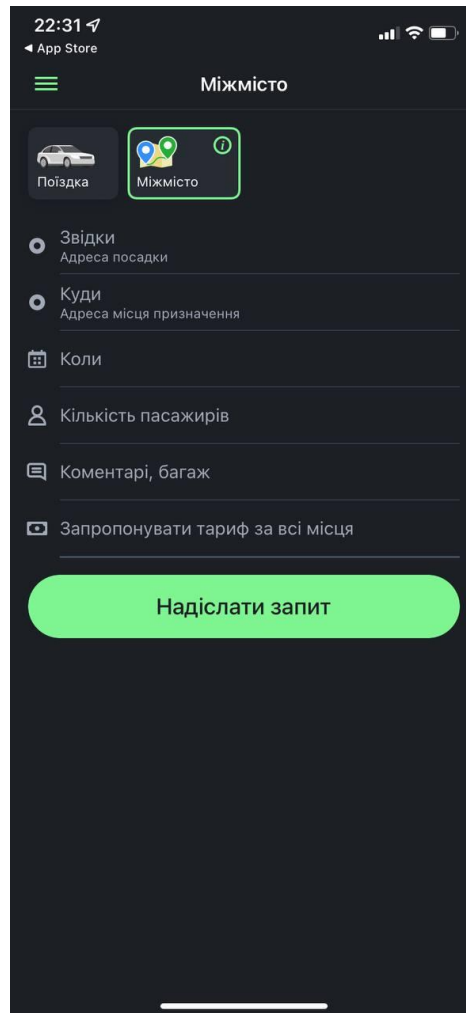 22:31
◀ App Store
Міжмісто
Поїздка
Міжмісто
Звідки
Адреса посадки
Куди
Адреса місця призначення
Коли
Кількість пасажирів
Коментарі, багаж
Запропонувати тариф за всі місця
Надіслати запит